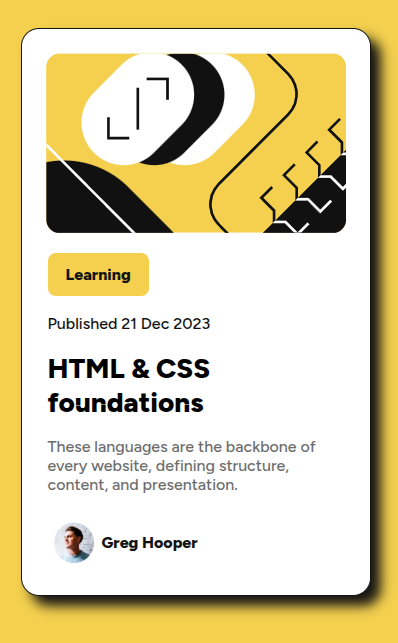 Learning
Published 21 Dec 2023
HTML & CSS
foundations
These languages are the backbone of
every website, defining structure,
content, and presentation.
Greg Hooper